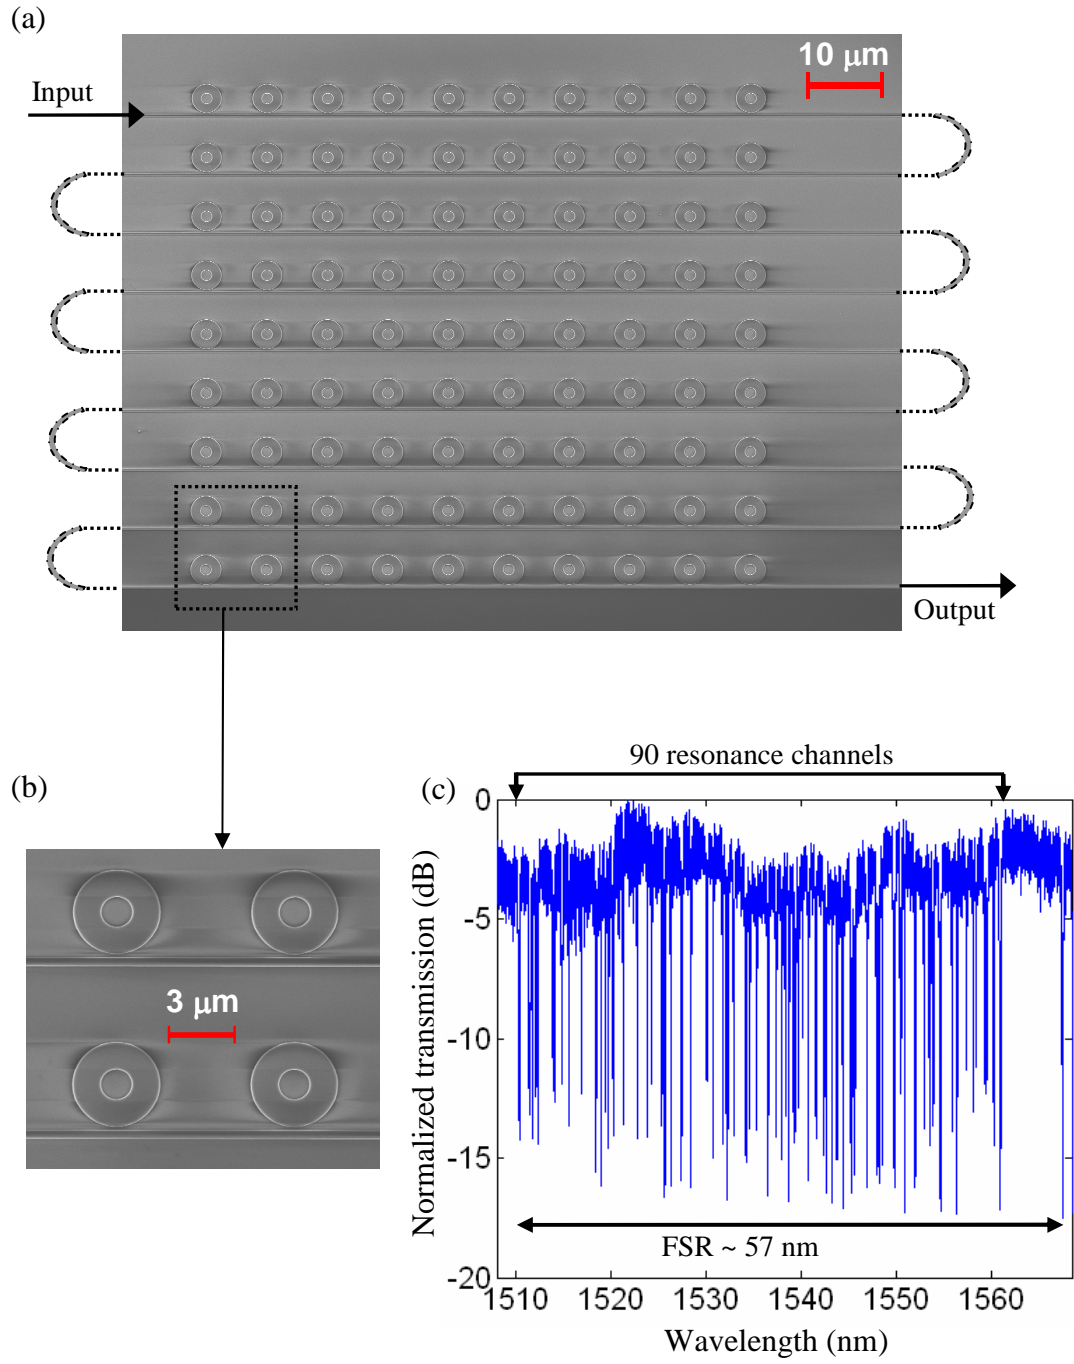 (a)
10 μm
Input
Output
(b)
3 μm
(c)
90 resonance channels
Normalized transmission (dB)
0
-5
-10
-15
-20
FSR ~ 57 nm
1510 1520 1530 1540 1550 1560
Wavelength (nm)